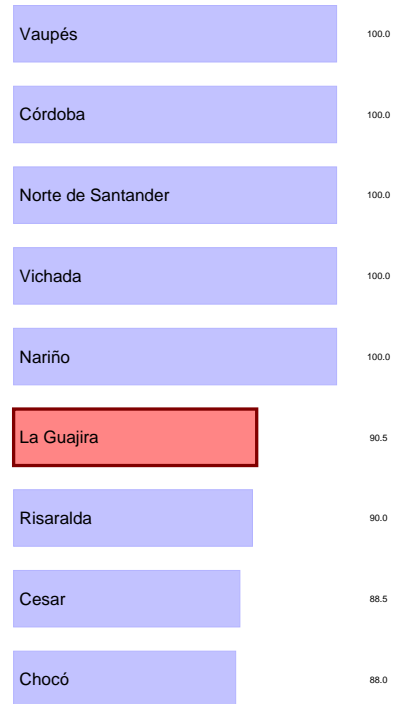 Vaupés 100.0
Córdoba 100.0
Norte de Santander 100.0
Vichada 100.0
Nariño 100.0
La Guajira 90.5
Risaralda 90.0
Cesar 88.5
Chocó 88.0